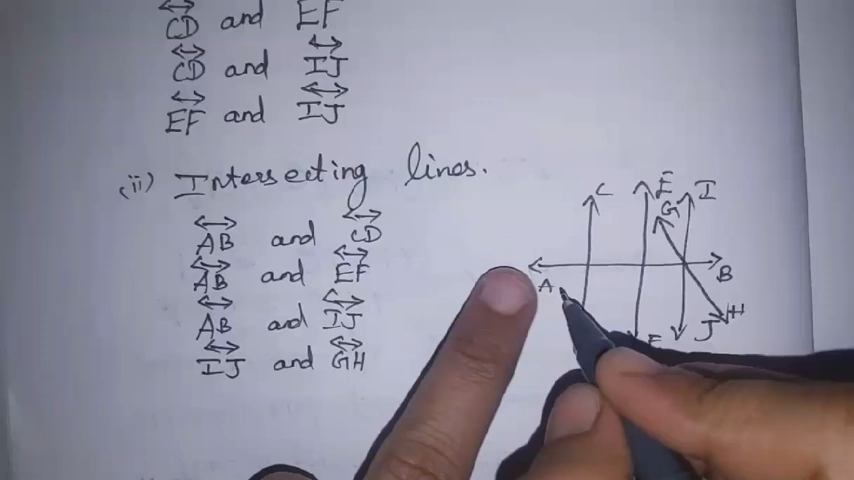 CD and EF
CD and IJ
EF and IJ
(ii) Intersecting lines.
AB and CD
AB and EF
AB and IJ
IJ and GH
C E I
G
A B
F J H